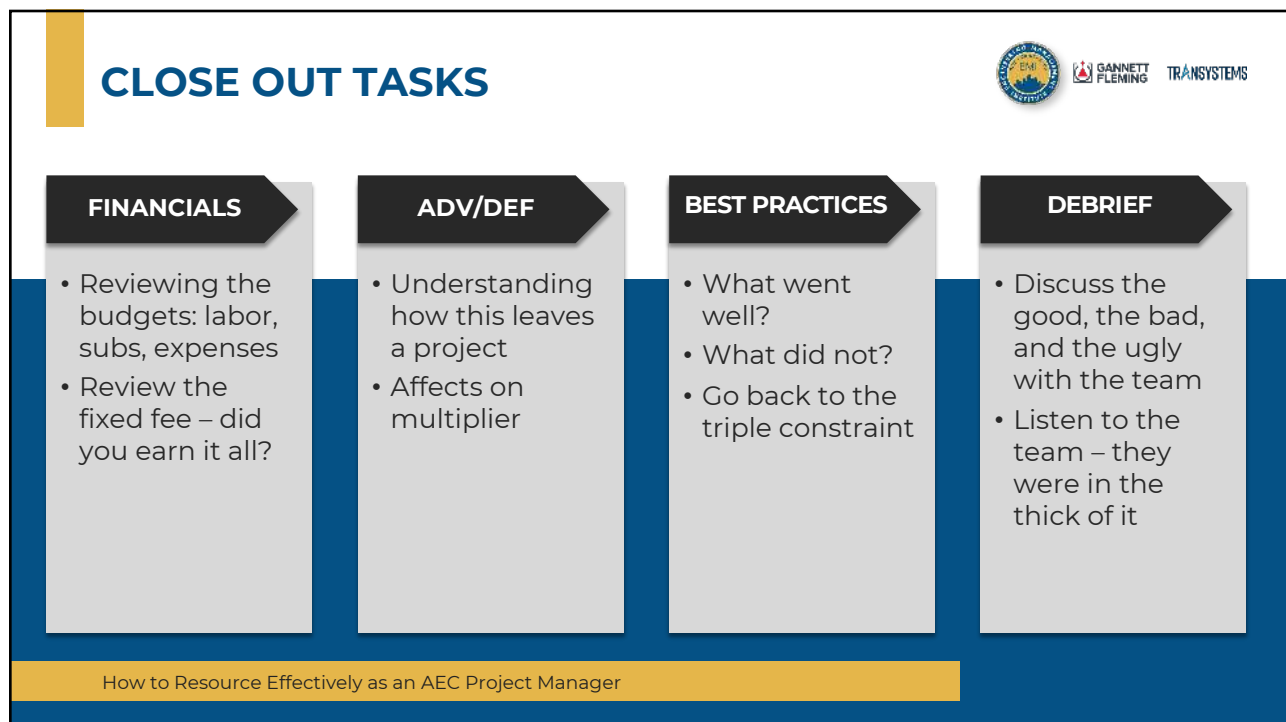 CLOSE OUT TASKS
ENGINEERING MANAGEMENT
EMI
INSTITUTE
GANNETT
FLEMING
TRANSYSTEMS
FINANCIALS
• Reviewing the
budgets: labor,
subs, expenses
• Review the
fixed fee – did
you earn it all?
ADV/DEF
• Understanding
how this leaves
a project
• Affects on
multiplier
BEST PRACTICES
• What went
well?
• What did not?
• Go back to the
triple constraint
DEBRIEF
• Discuss the
good, the bad,
and the ugly
with the team
• Listen to the
team – they
were in the
thick of it
How to Resource Effectively as an AEC Project Manager